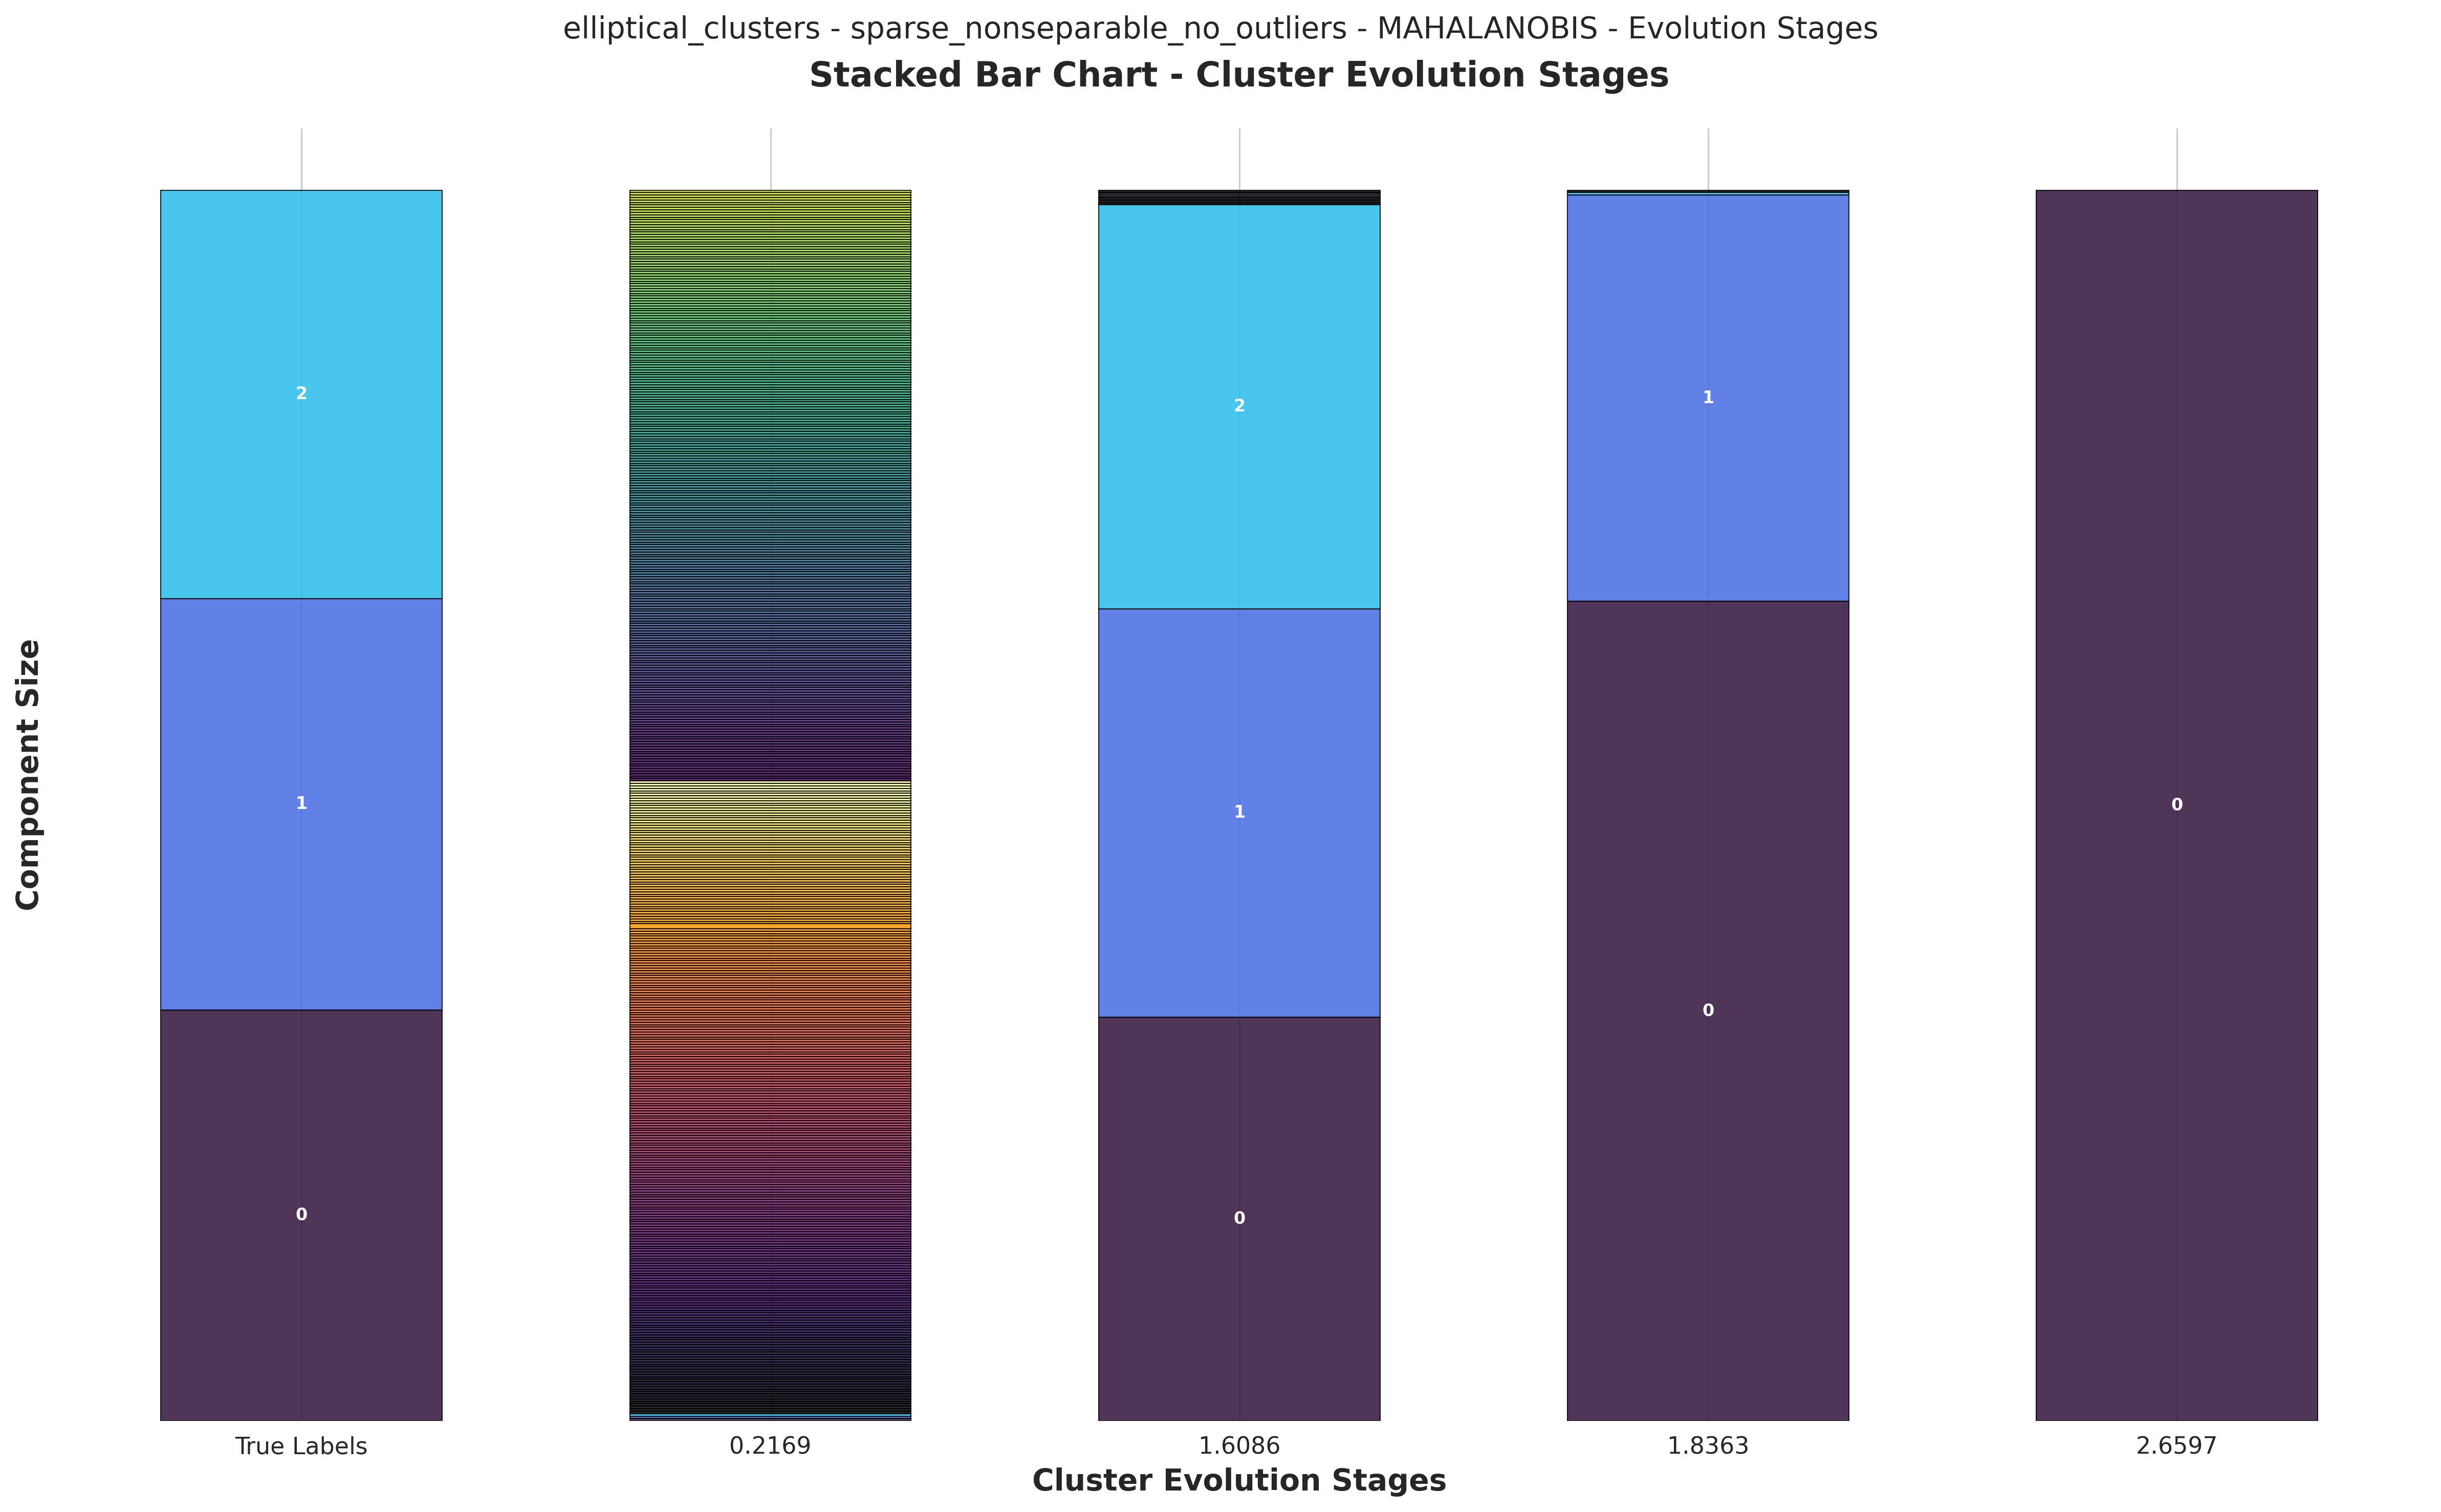 elliptical_clusters - sparse_nonseparable_no_outliers - MAHALANOBIS - Evolution Stages
Stacked Bar Chart - Cluster Evolution Stages
Component Size
2
1
0
2
1
0
1
0
0
True Labels
0.2169
1.6086
1.8363
2.6597
Cluster Evolution Stages